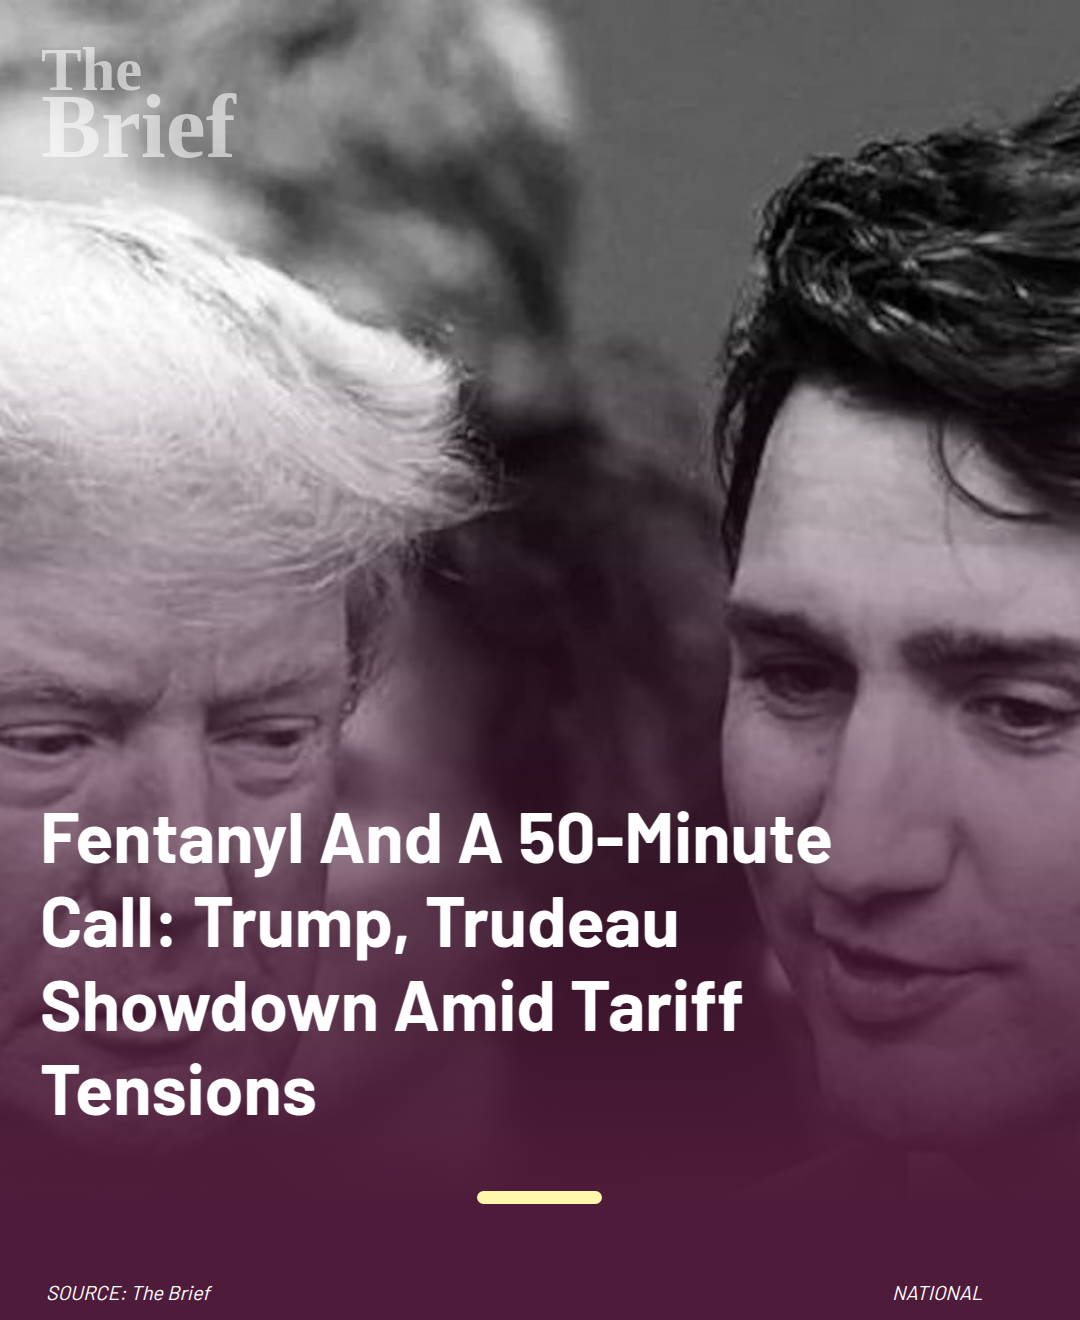 The
Brief
Fentanyl And A 50-Minute
Call: Trump, Trudeau
Showdown Amid Tariff
Tensions
SOURCE: The Brief
NATIONAL